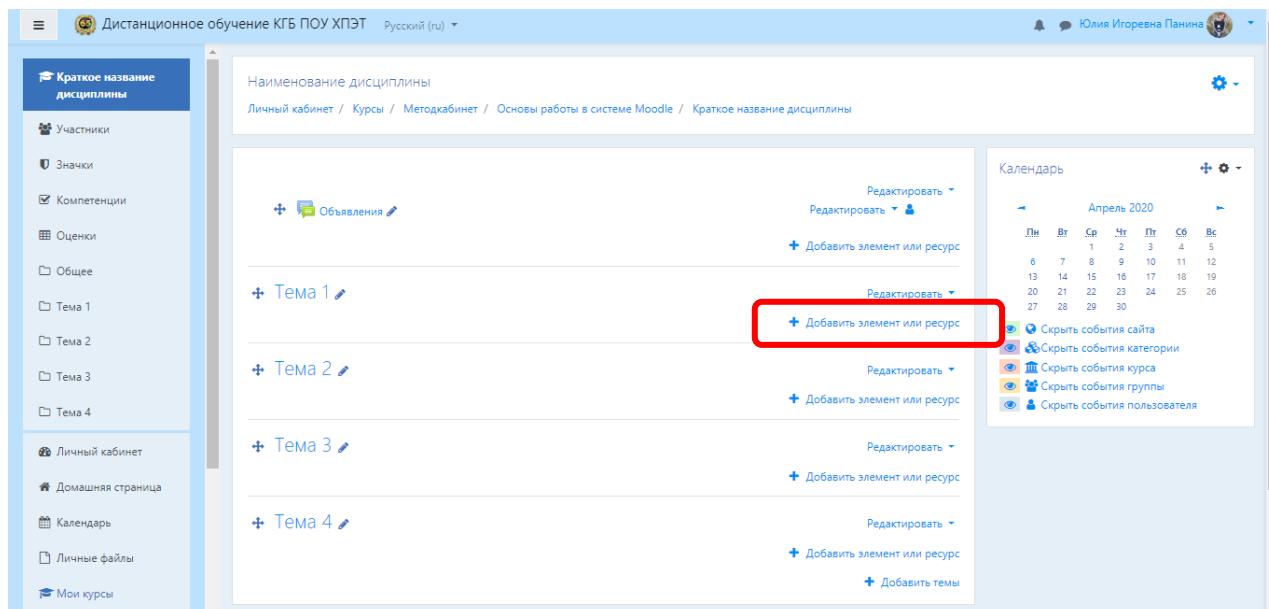 Дистанционное обучение КГБ ПОУ ХПЭТ Русский (ru)
Юлия Игоревна Панина
Краткое название дисциплины
Участники
Значки
Компетенции
Оценки
Общее
Тема 1
Тема 2
Тема 3
Тема 4
Личный кабинет
Домашняя страница
Календарь
Личные файлы
Мои курсы
Наименование дисциплины
Личный кабинет / Курсы / Методкабинет / Основы работы в системе Moodle / Краткое название дисциплины
Редактировать
Объявления Редактировать
Добавить элемент или ресурс
Тема 1 Редактировать
Добавить элемент или ресурс
Тема 2 Редактировать
Добавить элемент или ресурс
Тема 3 Редактировать
Добавить элемент или ресурс
Тема 4 Редактировать
Добавить элемент или ресурс
Добавить темы
Календарь
Апрель 2020
Пн Вт Ср Чт Пт Сб Вс
1 2 3 4 5
6 7 8 9 10 11 12
13 14 15 16 17 18 19
20 21 22 23 24 25 26
27 28 29 30
Скрыть события сайта
Скрыть события категории
Скрыть события курса
Скрыть события группы
Скрыть события пользователя